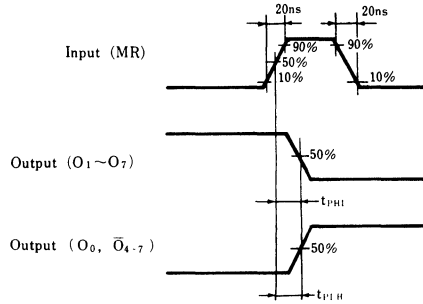 20ns 20ns
Input (MR)
90% 90%
50%
10% 10%
Output (O₁~O₇)
50%
tPHL
Output (O₀, O̅₄₋₇)
50%
tPLH